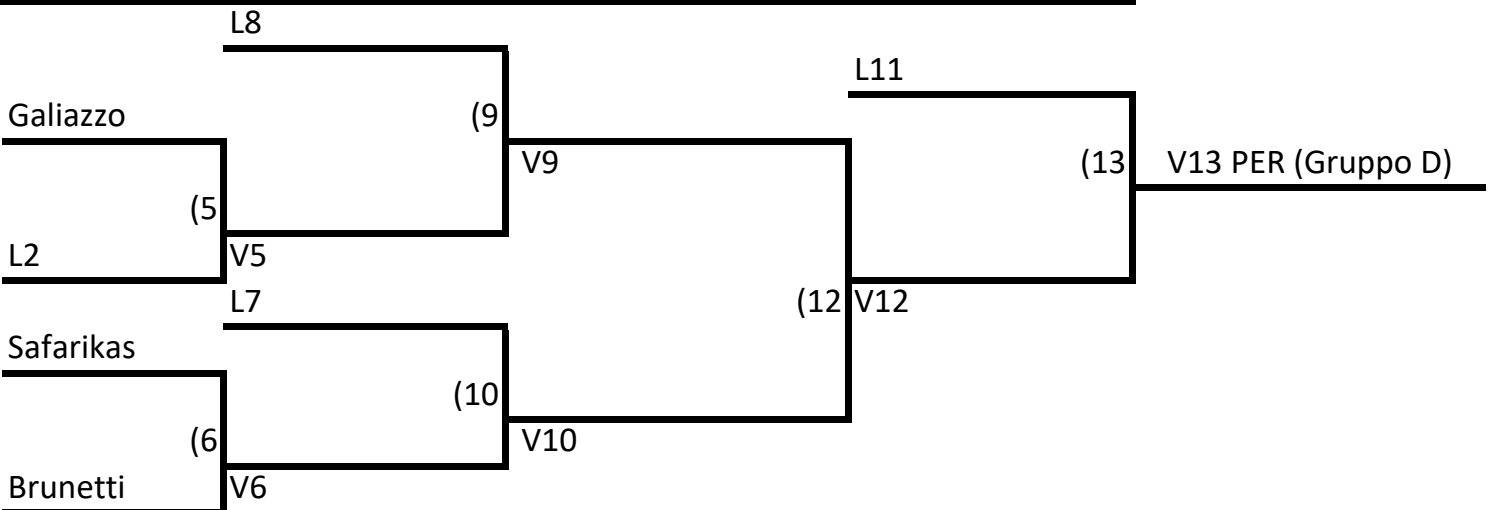 L8
L11
Galiazzo
(9
V9
(13
V13 PER (Gruppo D)
(5
L2
V5
L7
(12
V12
Safarikas
(10
V10
(6
Brunetti
V6